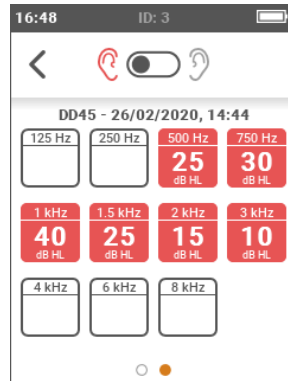 16:48 ID: 3
DD45 - 26/02/2020, 14:44
125 Hz 250 Hz 500 Hz 750 Hz
25 30
dB HL dB HL
1 kHz 1.5 kHz 2 kHz 3 kHz
40 25 15 10
dB HL dB HL dB HL dB HL
4 kHz 6 kHz 8 kHz